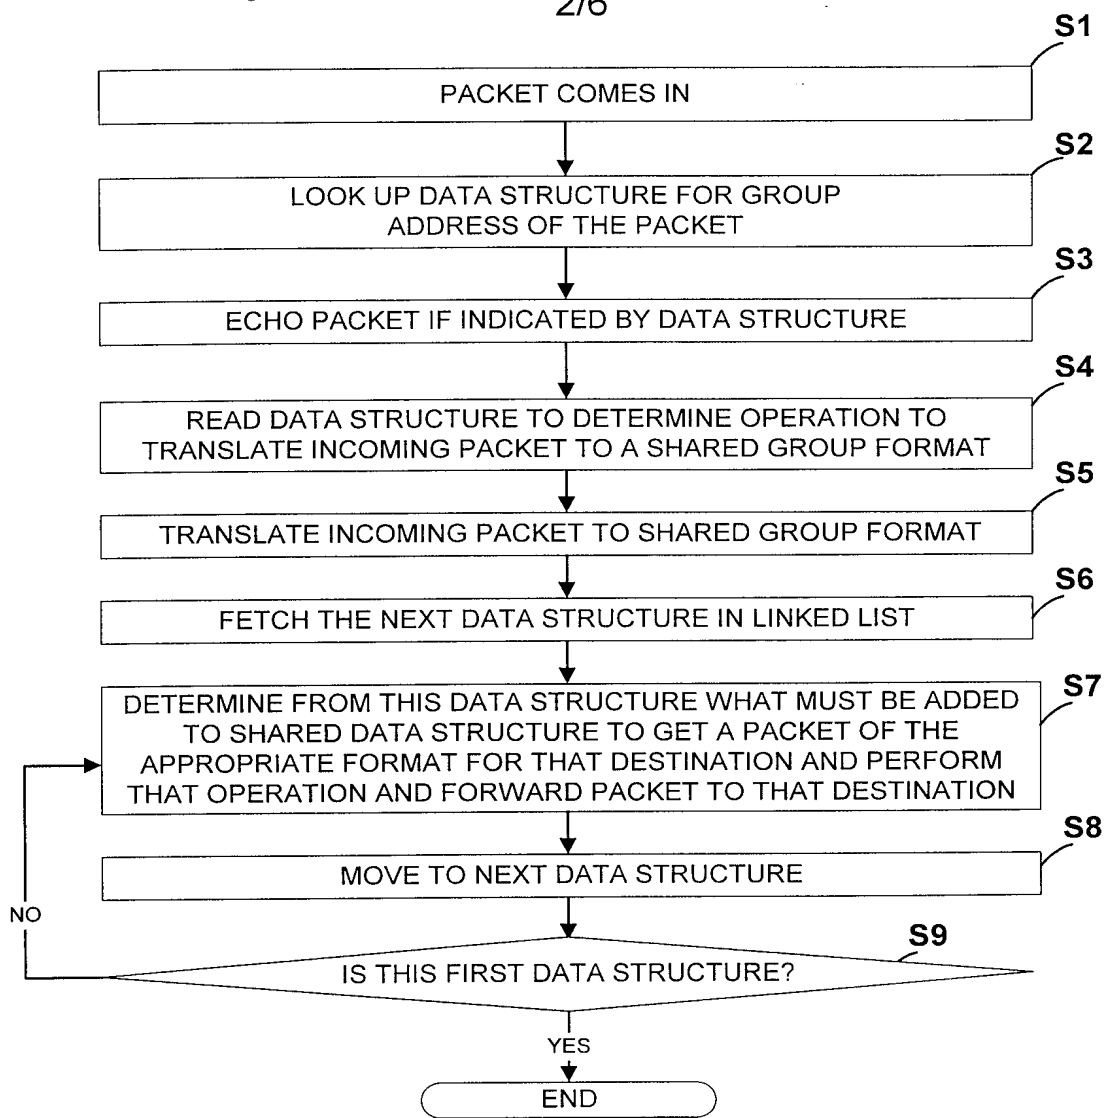 2/6
S1
PACKET COMES IN
S2
LOOK UP DATA STRUCTURE FOR GROUP
ADDRESS OF THE PACKET
S3
ECHO PACKET IF INDICATED BY DATA STRUCTURE
S4
READ DATA STRUCTURE TO DETERMINE OPERATION TO
TRANSLATE INCOMING PACKET TO A SHARED GROUP FORMAT
S5
TRANSLATE INCOMING PACKET TO SHARED GROUP FORMAT
S6
FETCH THE NEXT DATA STRUCTURE IN LINKED LIST
S7
DETERMINE FROM THIS DATA STRUCTURE WHAT MUST BE ADDED
TO SHARED DATA STRUCTURE TO GET A PACKET OF THE
APPROPRIATE FORMAT FOR THAT DESTINATION AND PERFORM
THAT OPERATION AND FORWARD PACKET TO THAT DESTINATION
S8
MOVE TO NEXT DATA STRUCTURE
NO
S9
IS THIS FIRST DATA STRUCTURE?
YES
END